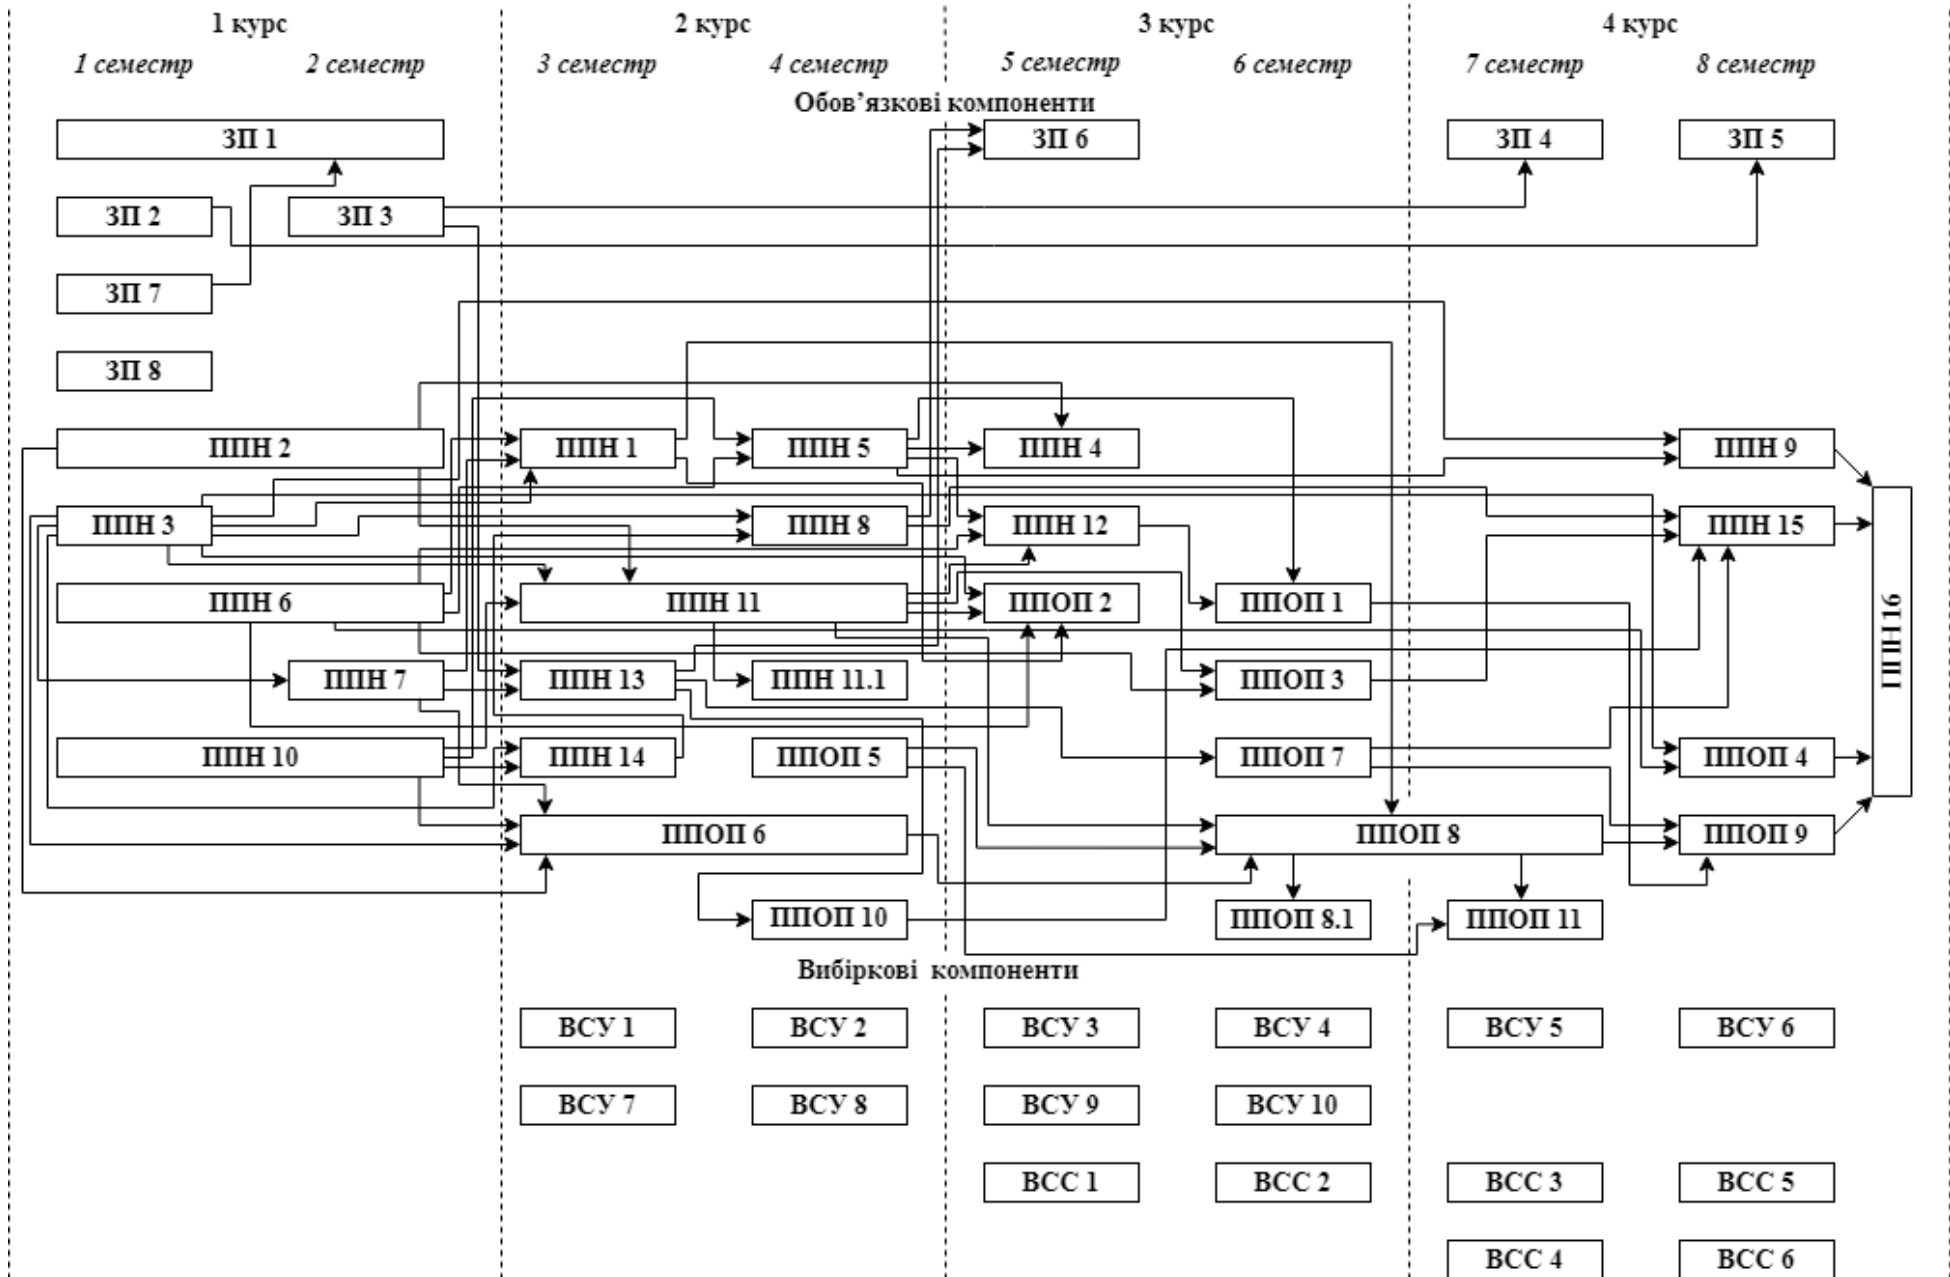 1 курс 2 курс 3 курс 4 курс
1 семестр 2 семестр 3 семестр 4 семестр 5 семестр 6 семестр 7 семестр 8 семестр
Обов’язкові компоненти
ЗП 1 ЗП 6 ЗП 4 ЗП 5
ЗП 2 ЗП 3
ЗП 7
ЗП 8
ППН 2 ППН 1 ППН 5 ППН 4 ППН 9
ППН 3 ППН 8 ППН 12 ППН 15
ППН 6 ППН 11 ППОП 2 ППОП 1
ППН16
ППН 7 ППН 13 ППН 11.1 ППОП 3
ППН 10 ППН 14 ППОП 5 ППОП 7 ППОП 4
ППОП 6 ППОП 8 ППОП 9
ППОП 10 ППОП 8.1 ППОП 11
Вибіркові компоненти
ВСУ 1 ВСУ 2 ВСУ 3 ВСУ 4 ВСУ 5 ВСУ 6
ВСУ 7 ВСУ 8 ВСУ 9 ВСУ 10
ВСС 1 ВСС 2 ВСС 3 ВСС 5
ВСС 4 ВСС 6